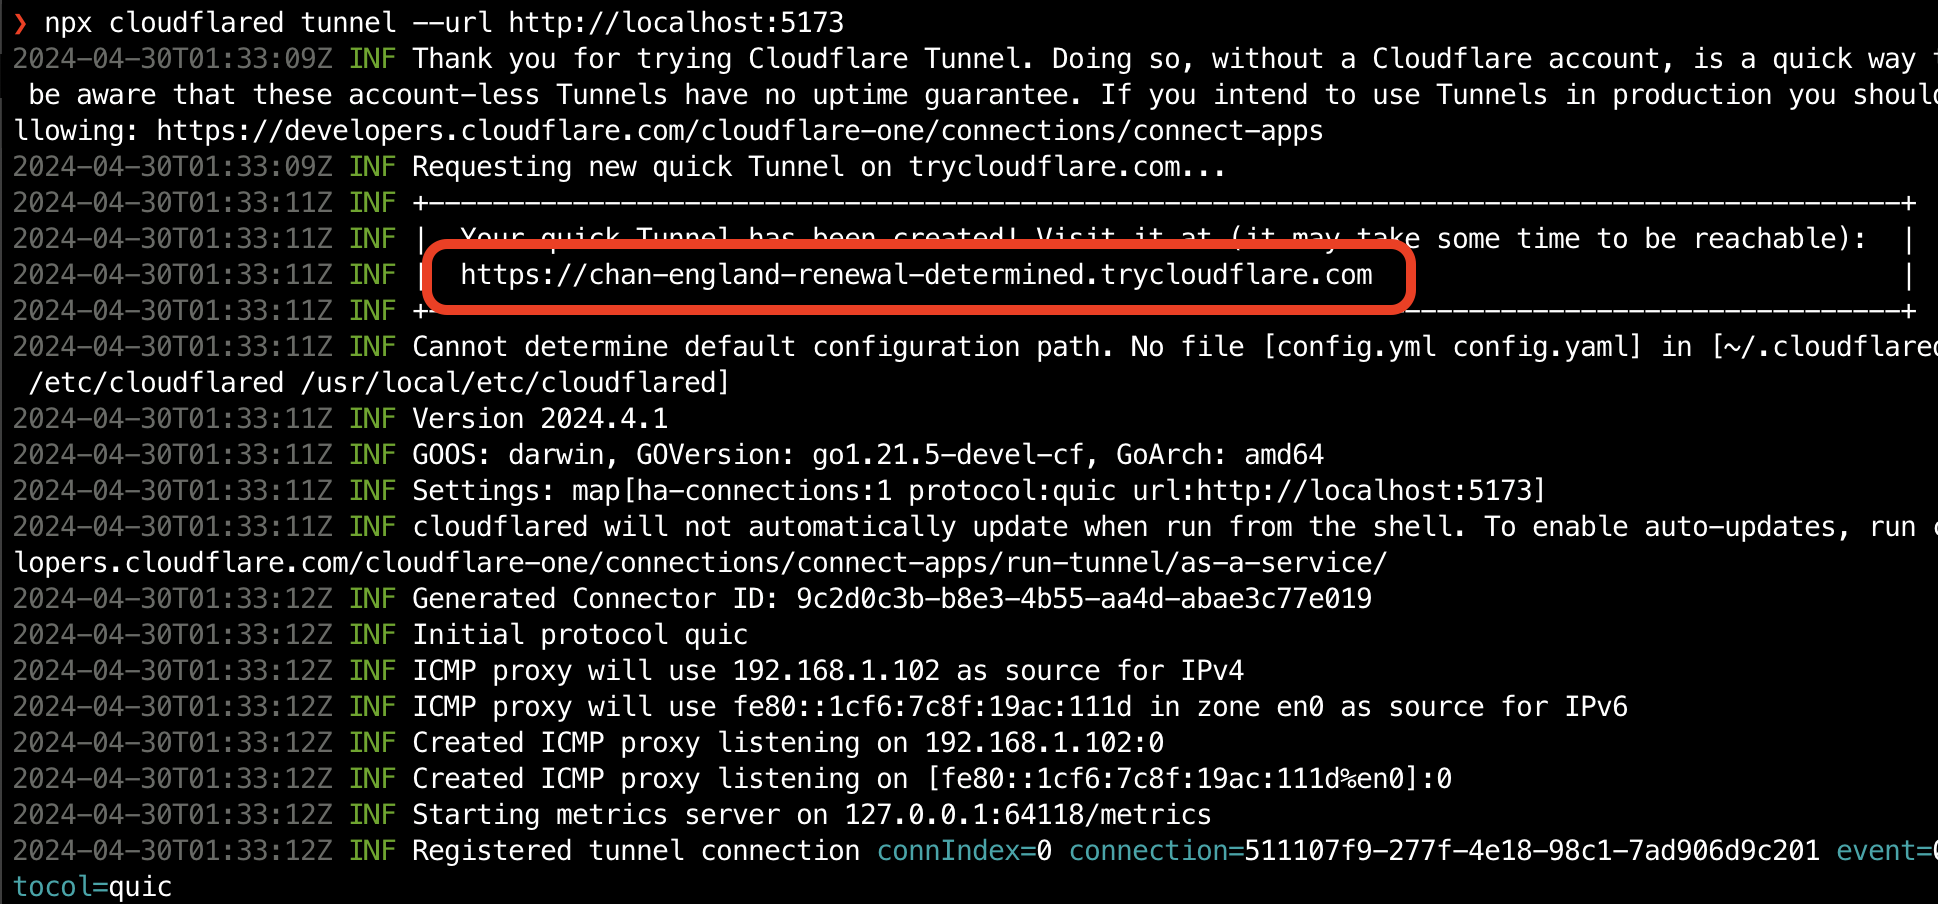 ❯ npx cloudflared tunnel --url http://localhost:5173
2024-04-30T01:33:09Z INF Thank you for trying Cloudflare Tunnel. Doing so, without a Cloudflare account, is a quick way
be aware that these account-less Tunnels have no uptime guarantee. If you intend to use Tunnels in production you should
llowing: https://developers.cloudflare.com/cloudflare-one/connections/connect-apps
2024-04-30T01:33:09Z INF Requesting new quick Tunnel on trycloudflare.com...
2024-04-30T01:33:11Z INF +--------------------------------------------------------------------------------------------+
2024-04-30T01:33:11Z INF |  Your quick Tunnel has been created! Visit it at (it may take some time to be reachable):  |
2024-04-30T01:33:11Z INF |  https://chan-england-renewal-determined.trycloudflare.com                                 |
2024-04-30T01:33:11Z INF +--------------------------------------------------------------------------------------------+
2024-04-30T01:33:11Z INF Cannot determine default configuration path. No file [config.yml config.yaml] in [~/.cloudflared
/etc/cloudflared /usr/local/etc/cloudflared]
2024-04-30T01:33:11Z INF Version 2024.4.1
2024-04-30T01:33:11Z INF GOOS: darwin, GOVersion: go1.21.5-devel-cf, GoArch: amd64
2024-04-30T01:33:11Z INF Settings: map[ha-connections:1 protocol:quic url:http://localhost:5173]
2024-04-30T01:33:11Z INF cloudflared will not automatically update when run from the shell. To enable auto-updates, run
lopers.cloudflare.com/cloudflare-one/connections/connect-apps/run-tunnel/as-a-service/
2024-04-30T01:33:12Z INF Generated Connector ID: 9c2d0c3b-b8e3-4b55-aa4d-abae3c77e019
2024-04-30T01:33:12Z INF Initial protocol quic
2024-04-30T01:33:12Z INF ICMP proxy will use 192.168.1.102 as source for IPv4
2024-04-30T01:33:12Z INF ICMP proxy will use fe80::1cf6:7c8f:19ac:111d in zone en0 as source for IPv6
2024-04-30T01:33:12Z INF Created ICMP proxy listening on 192.168.1.102:0
2024-04-30T01:33:12Z INF Created ICMP proxy listening on [fe80::1cf6:7c8f:19ac:111d%en0]:0
2024-04-30T01:33:12Z INF Starting metrics server on 127.0.0.1:64118/metrics
2024-04-30T01:33:12Z INF Registered tunnel connection connIndex=0 connection=511107f9-277f-4e18-98c1-7ad906d9c201 event=0
tocol=quic